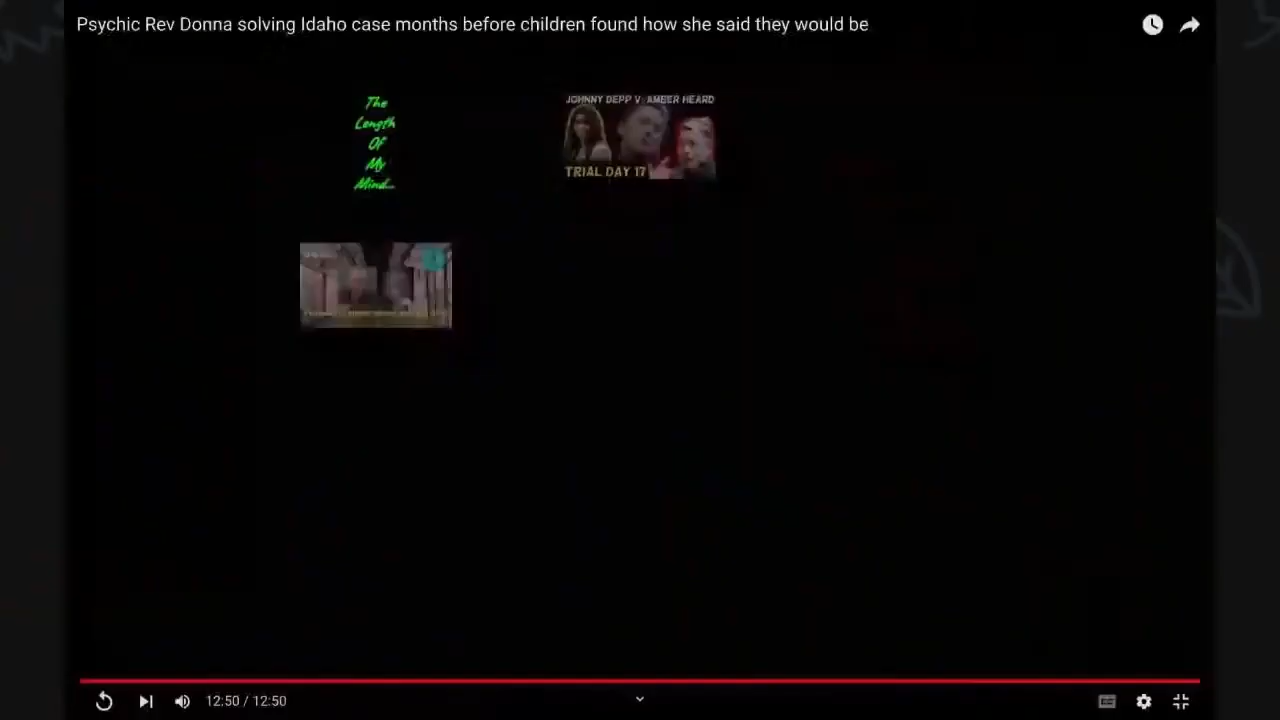 Psychic Rev Donna solving Idaho case months before children found how she said they would be
The
Length
Of
My
Mind...
JOHNNY DEPP V AMBER HEARD
TRIAL DAY 17
12:50 / 12:50